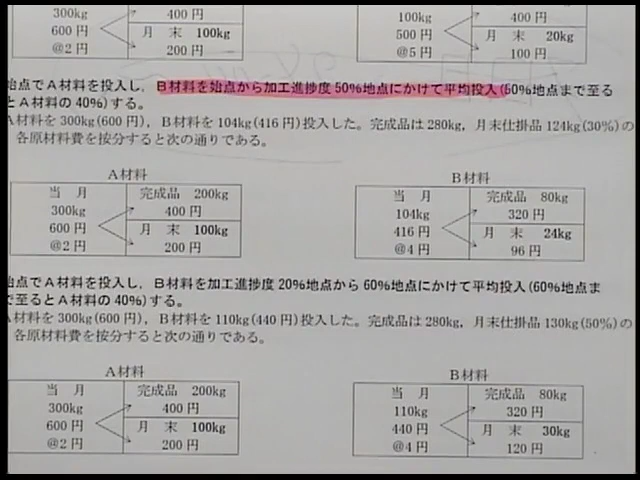 300kg 400円 100kg 400円
600円 月 末 100kg 500円 月 末 20kg
@2円 200円 @5円 100円
始点でA材料を投入し，B材料を始点から加工進捗度50%地点にかけて平均投入(50%地点まで至る
とA材料の40%)する。
A材料を300kg(600円)，B材料を104kg(416円)投入した。完成品は280kg，月末仕掛品124kg(30%)の
各原材料費を按分すると次の通りである。
A材料 B材料
当 月 完成品 200kg 当 月 完成品 80kg
300kg 400円 104kg 320円
600円 月 末 100kg 416円 月 末 24kg
@2円 200円 @4円 96円
始点でA材料を投入し，B材料を加工進捗度20%地点から60%地点にかけて平均投入(60%地点ま
で至るとA材料の40%)する。
A材料を300kg(600円)，B材料を110kg(440円)投入した。完成品は280kg，月末仕掛品130kg(50%)の
各原材料費を按分すると次の通りである。
A材料 B材料
当 月 完成品 200kg 当 月 完成品 80kg
300kg 400円 110kg 320円
600円 月 末 100kg 440円 月 末 30kg
@2円 200円 @4円 120円